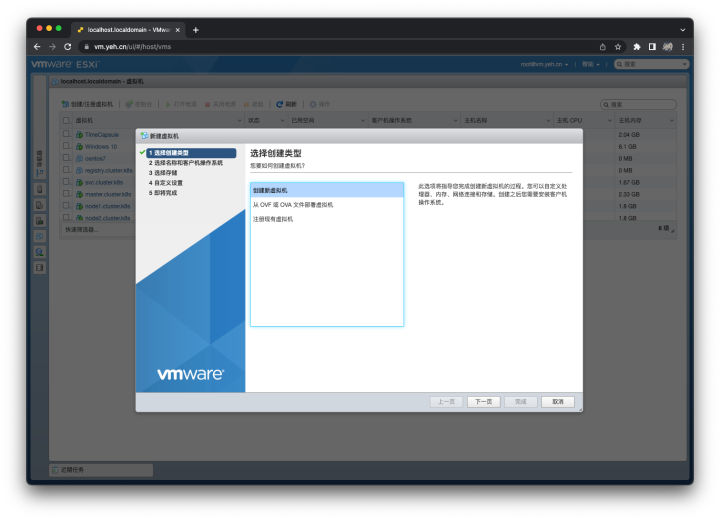 localhost.localdomain - VMwar
vm.yeh.cn/ui/#/host/vms
vmware ESXi
root@vm.yeh.cn
帮助
搜索
localhost.localdomain - 虚拟机
创建/注册虚拟机
控制台
打开电源
关闭电源
挂起
刷新
操作
搜索
虚拟机
状态
已用空间
客户机操作系统
主机名称
主机 CPU
主机内存
TimeCapsule
2.04 GB
Windows 10
6.1 GB
centos7
0 MB
registry.cluster.k8s
0 MB
svc.cluster.k8s
1.67 GB
master.cluster.k8s
2.33 GB
node1.cluster.k8s
1.8 GB
node2.cluster.k8s
1.8 GB
快速筛选器...
8 项
导航器
新建虚拟机
1 选择创建类型
2 选择名称和客户机操作系统
3 选择存储
4 自定义设置
5 即将完成
选择创建类型
您要如何创建虚拟机?
创建新虚拟机
从 OVF 或 OVA 文件部署虚拟机
注册现有虚拟机
此选项将指导您完成创建新虚拟机的过程。您可以自定义处
理器、内存、网络连接和存储。创建之后您需要安装客户机
操作系统。
vmware
上一页
下一页
完成
取消
近期任务